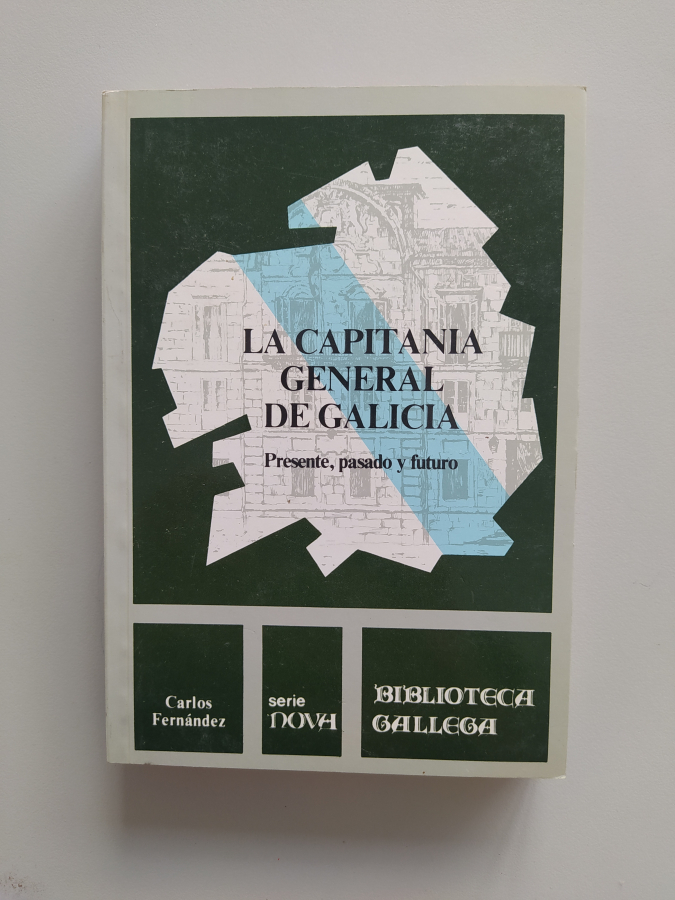 LA CAPITANIA
GENERAL
DE GALICIA
Presente, pasado y futuro
Carlos
Fernández
serie
NOVA
BIBLIOTECA
GALLEGA